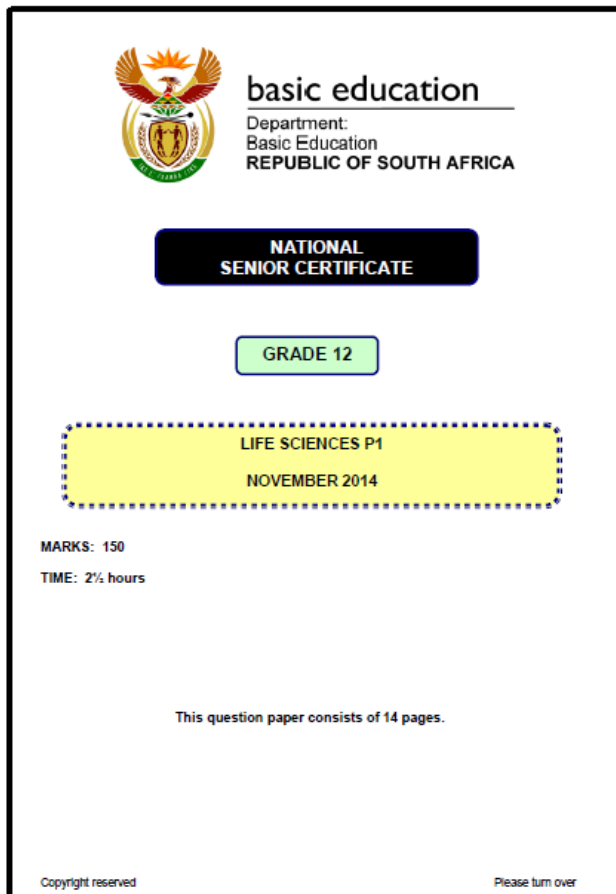 basic education
Department:
Basic Education
REPUBLIC OF SOUTH AFRICA
NATIONAL
SENIOR CERTIFICATE
GRADE 12
LIFE SCIENCES P1
NOVEMBER 2014
MARKS: 150
TIME: 2½ hours
This question paper consists of 14 pages.
Copyright reserved
Please turn over